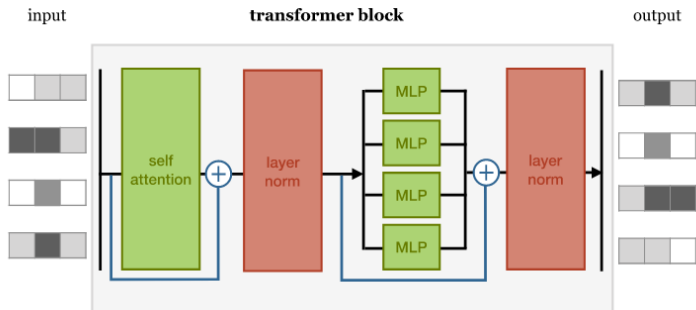 input
transformer block
output
self
attention
layer
norm
MLP
MLP
MLP
MLP
layer
norm